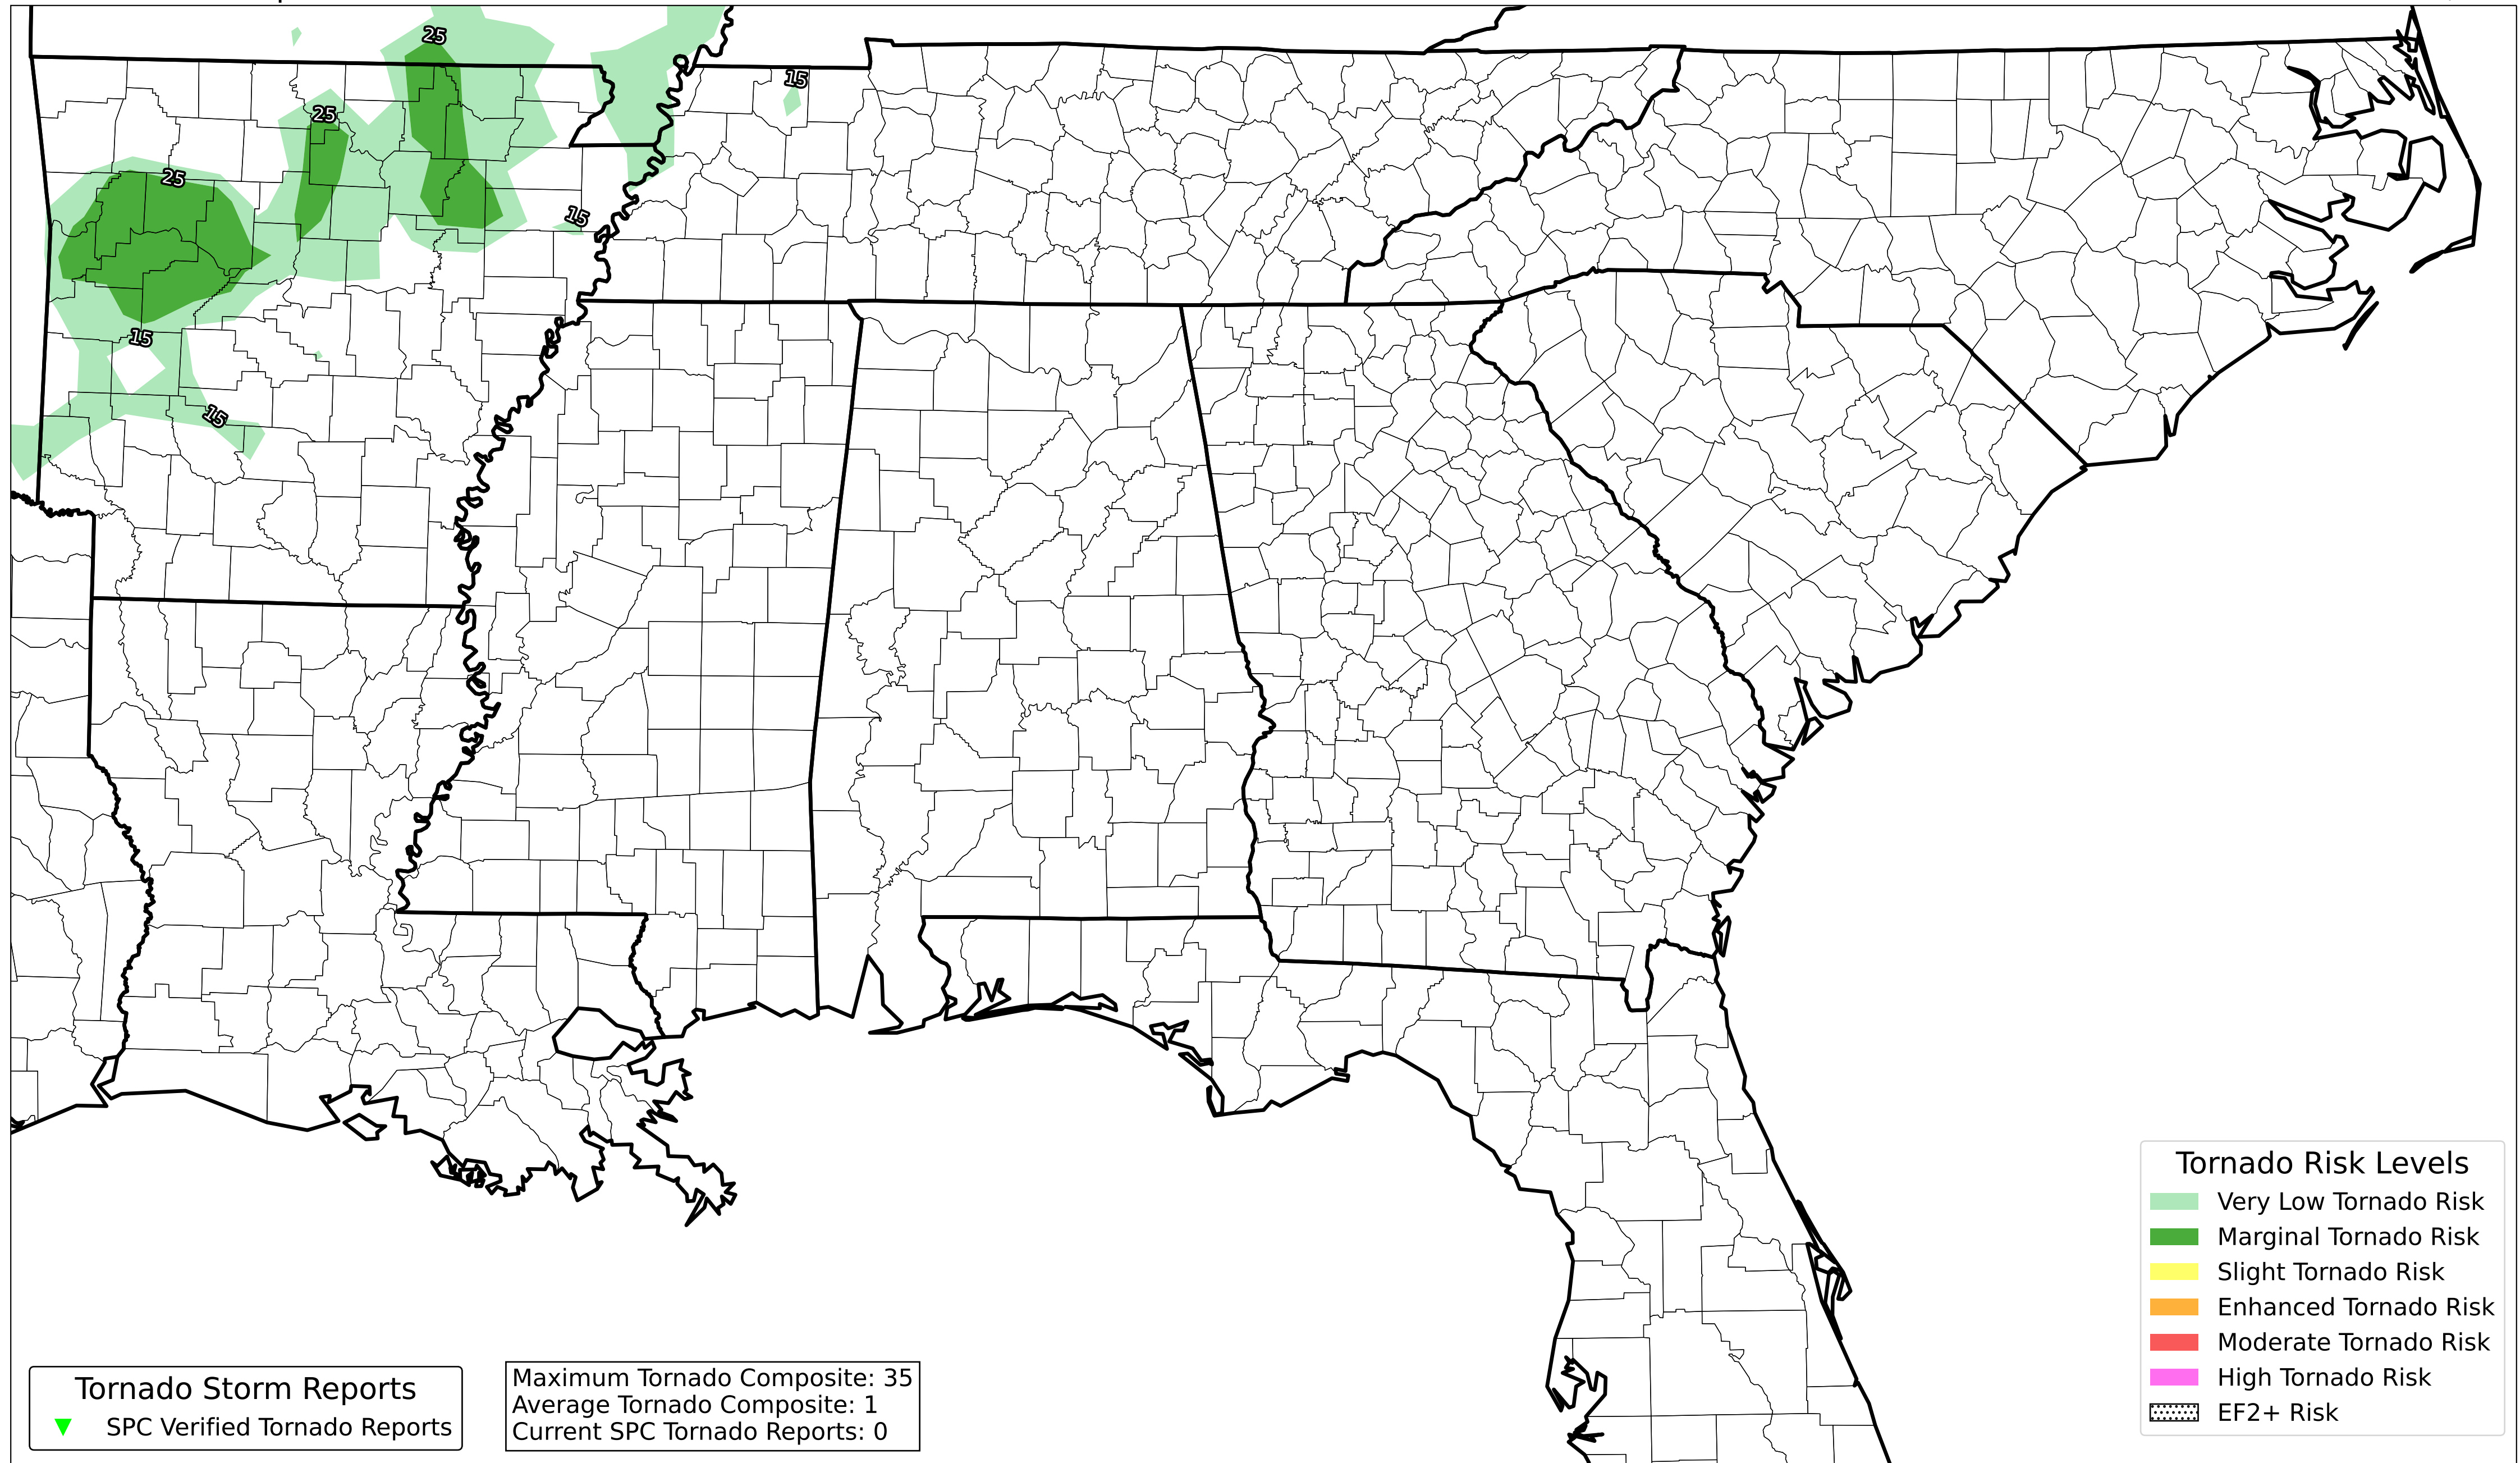 25
15
25
25
15
15
15
Tornado Risk Levels
Very Low Tornado Risk
Marginal Tornado Risk
Slight Tornado Risk
Enhanced Tornado Risk
Moderate Tornado Risk
High Tornado Risk
EF2+ Risk
Tornado Storm Reports
SPC Verified Tornado Reports
Maximum Tornado Composite: 35
Average Tornado Composite: 1
Current SPC Tornado Reports: 0